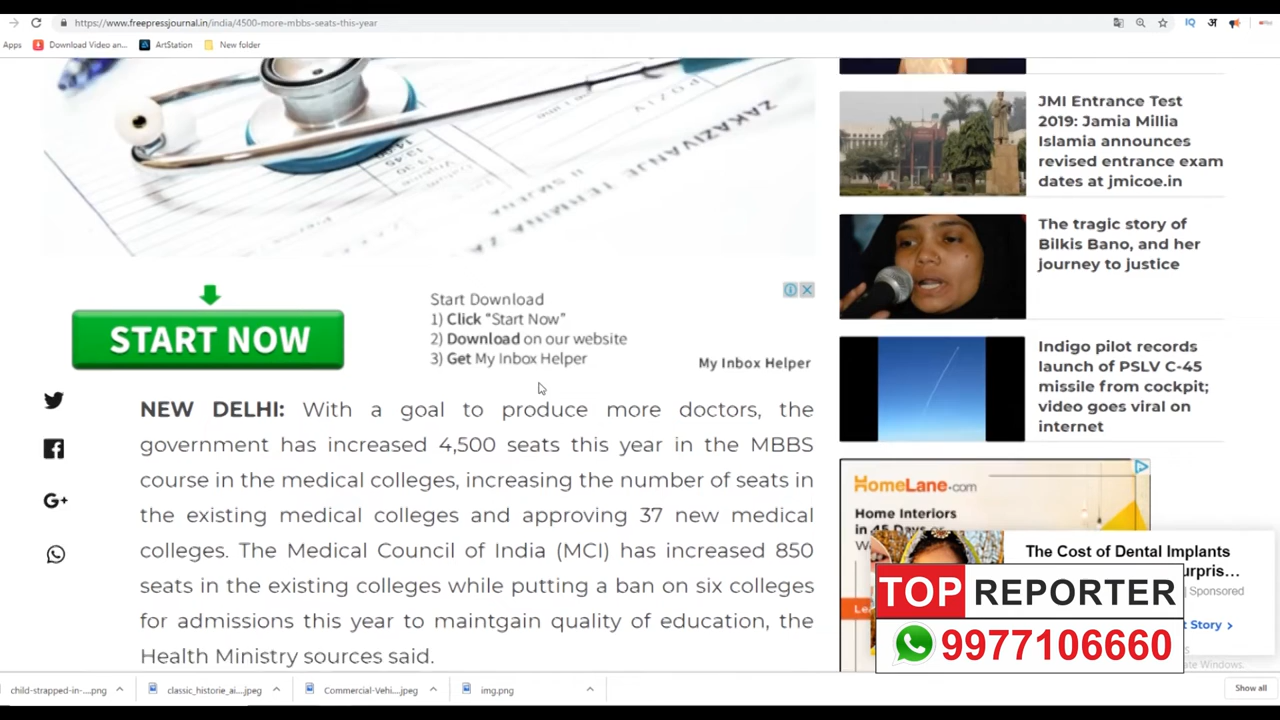 https://www.freepressjournal.in/india/4500-more-mbbs-seats-this-year
Apps
Download Video an...
ArtStation
New folder
ZAKAZIVANJE TERMINA ZA
Start Download
1) Click "Start Now"
2) Download on our website
3) Get My Inbox Helper
START NOW
My Inbox Helper
NEW DELHI: With a goal to produce more doctors, the
government has increased 4,500 seats this year in the MBBS
course in the medical colleges, increasing the number of seats in
the existing medical colleges and approving 37 new medical
colleges. The Medical Council of India (MCI) has increased 850
seats in the existing colleges while putting a ban on six colleges
for admissions this year to maintgain quality of education, the
Health Ministry sources said.
JMI Entrance Test
2019: Jamia Millia
Islamia announces
revised entrance exam
dates at jmicoe.in
The tragic story of
Bilkis Bano, and her
journey to justice
Indigo pilot records
launch of PSLV C-45
missile from cockpit;
video goes viral on
internet
HomeLane.com
Home Interiors
in 45 Days or
The Cost of Dental Implants
Sponsored
Story >
TOP REPORTER
9977106660
child-strapped-in-....png
classic_historie_ai....jpeg
Commercial-Vehi....jpeg
img.png
Show all